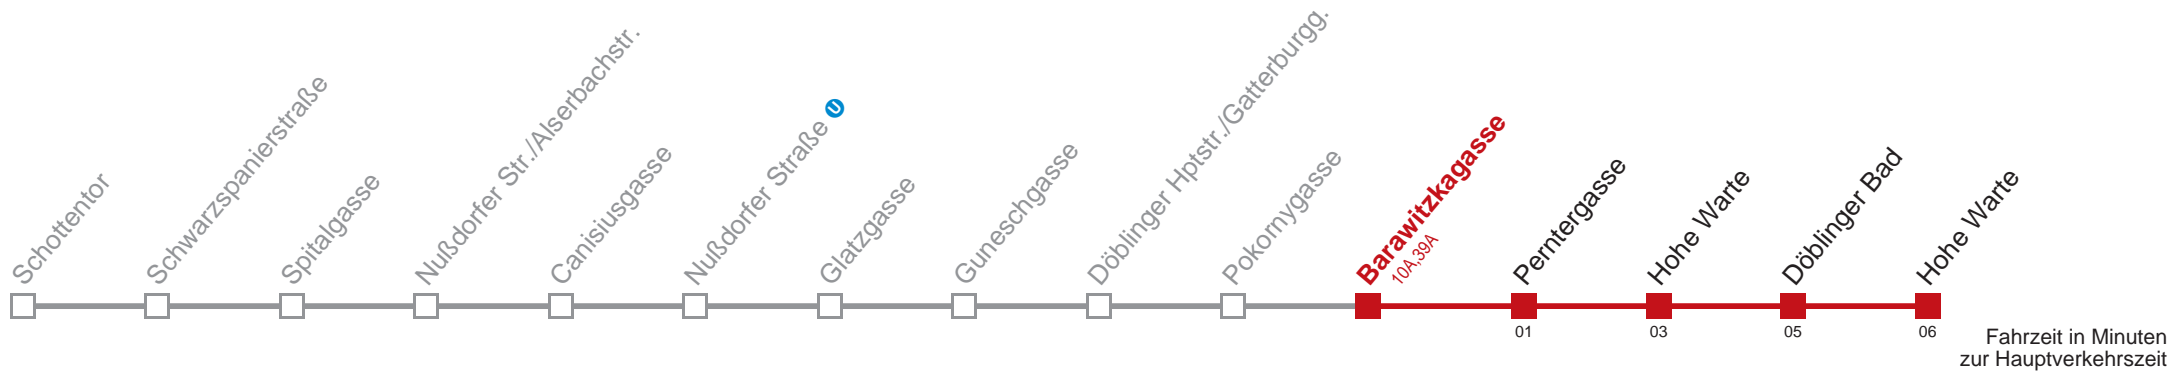 Schottentor
Schwarzspanierstraße
Spitalgasse
Nußdorfer Str./Alserbachstr.
Canisiusgasse
Nußdorfer Straße U
Glatzgasse
Guneschgasse
Döblinger Hptstr./Gatterburgg.
Pokornygasse
Barawitzkagasse
10A,39A
Perntergasse
Hohe Warte
Döblinger Bad
Hohe Warte
01 03 05 06
Fahrzeit in Minuten
zur Hauptverkehrszeit